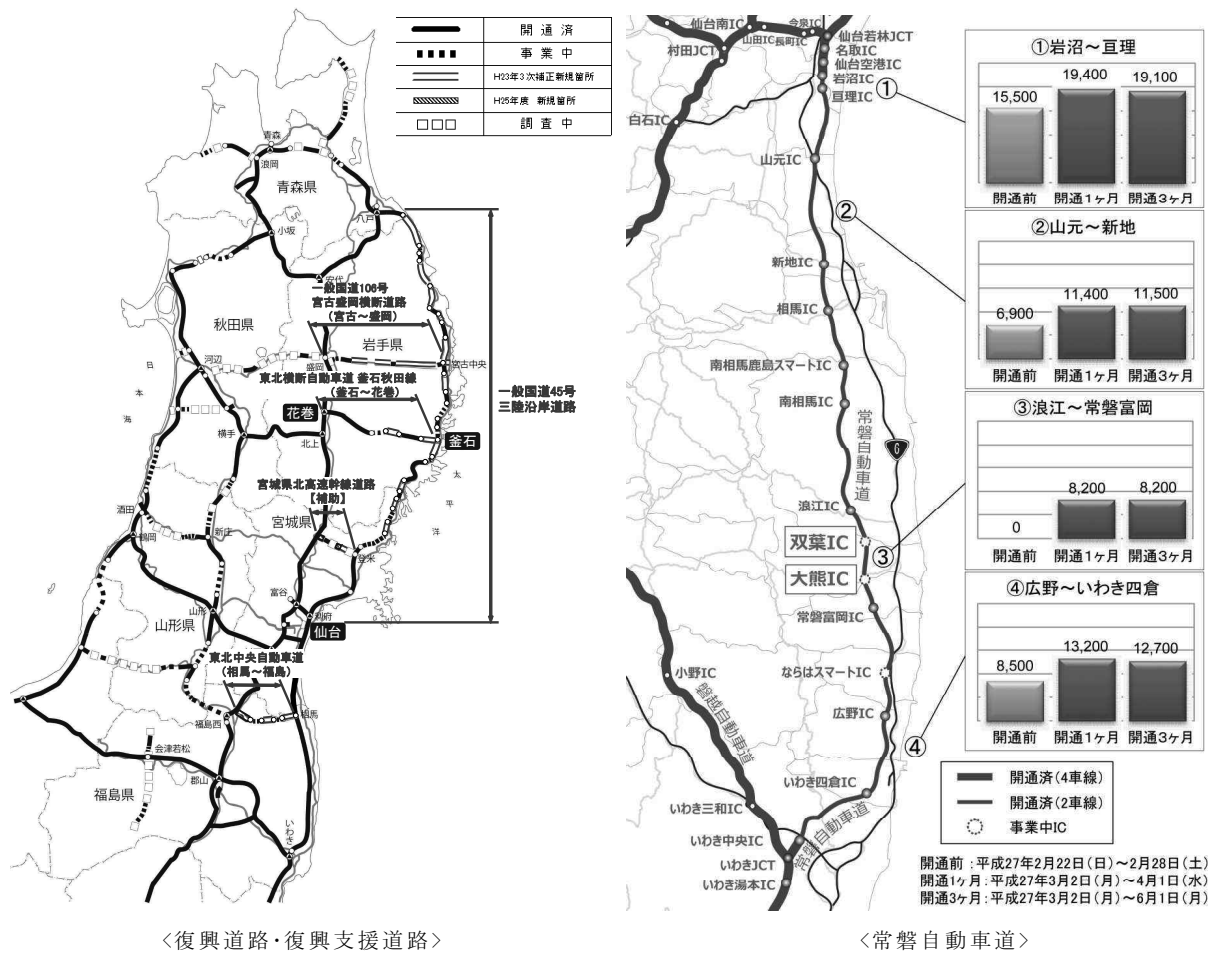 開通済
事業中
H23年3次補正新規箇所
H25年度 新規箇所
調査中
青森
浪岡
青森県
八戸
小坂
安代
一般国道106号
宮古盛岡横断道路
(宮古~盛岡)
秋田県
岩手県
日本海
河辺
盛岡
宮古中央
東北横断自動車道 釜石秋田線
(釜石~花巻)
一般国道45号
三陸沿岸道路
花巻
横手
北上
釜石
太平洋
宮城県北高速幹線道路
【補助】
酒田
鶴岡
新庄
宮城県
登米
富谷
利府
山形
山形県
仙台
東北中央自動車道
(相馬~福島)
福島西
相馬
会津若松
郡山
福島県
いわき
<復興道路・復興支援道路>
仙台南IC
今泉IC
山田IC
長町IC
仙台若林JCT
村田JCT
名取IC
仙台空港IC
岩沼IC
亘理IC
①
白石IC
山元IC
②
新地IC
相馬IC
南相馬鹿島スマートIC
南相馬IC
常磐自動車道
6
浪江IC
双葉IC
③
大熊IC
常磐富岡IC
小野IC
ならはスマートIC
磐越自動車道
広野IC
④
いわき四倉IC
いわき三和IC
常磐自動車道
いわき中央IC
いわきJCT
いわき湯本IC
①岩沼~亘理
15,500 19,400 19,100
開通前 開通1ヶ月 開通3ヶ月
②山元~新地
6,900 11,400 11,500
開通前 開通1ヶ月 開通3ヶ月
③浪江~常磐富岡
0 8,200 8,200
開通前 開通1ヶ月 開通3ヶ月
④広野~いわき四倉
8,500 13,200 12,700
開通前 開通1ヶ月 開通3ヶ月
開通済(4車線)
開通済(2車線)
事業中IC
開通前:平成27年2月22日(日)~2月28日(土)
開通1ヶ月:平成27年3月2日(月)~4月1日(水)
開通3ヶ月:平成27年3月2日(月)~6月1日(月)
<常磐自動車道>